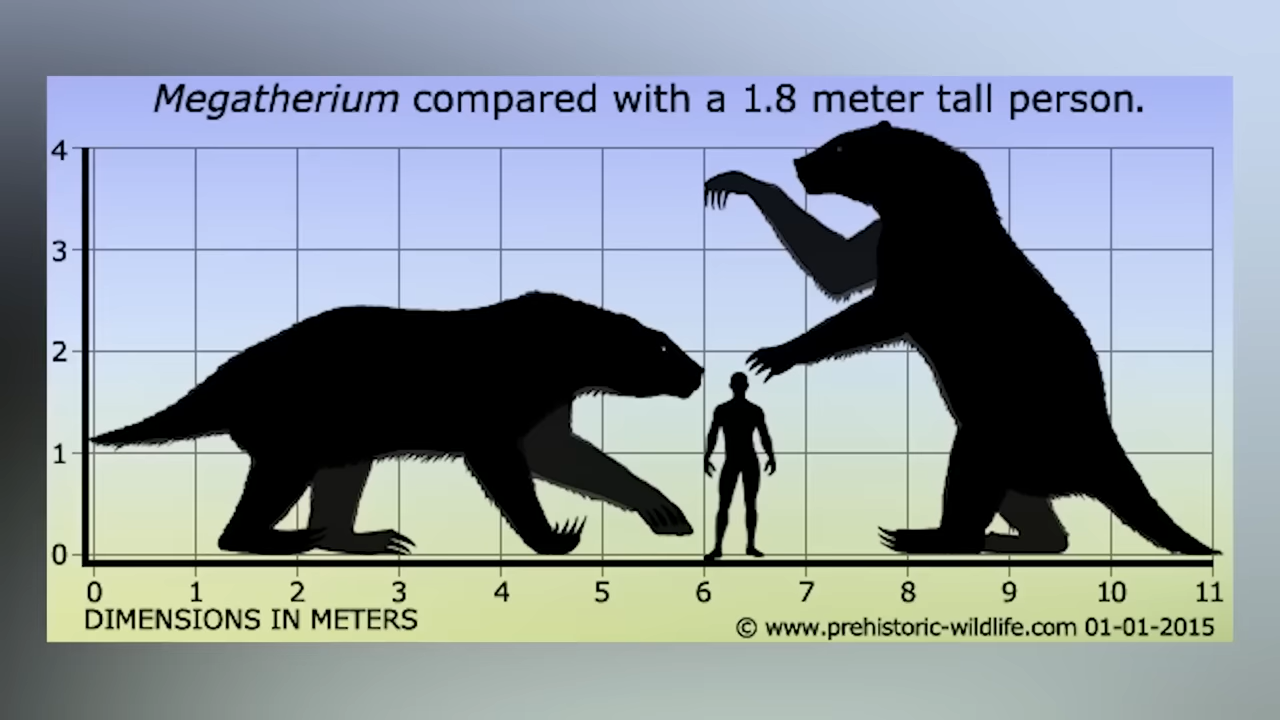 Megatherium compared with a 1.8 meter tall person.
4
3
2
1
0
0 1 2 3 4 5 6 7 8 9 10 11
DIMENSIONS IN METERS
© www.prehistoric-wildlife.com 01-01-2015